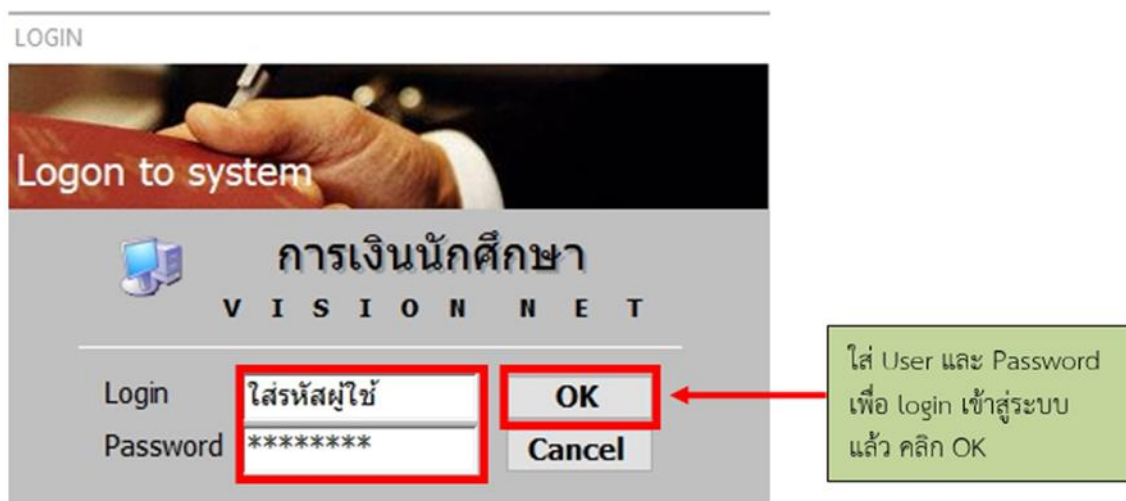 LOGIN
Logon to system
การเงินนักศึกษา
VISION NET
Login ใส่รหัสผู้ใช้ OK
Password ******** Cancel
ใส่ User และ Password
เพื่อ login เข้าสู่ระบบ
แล้ว คลิก OK